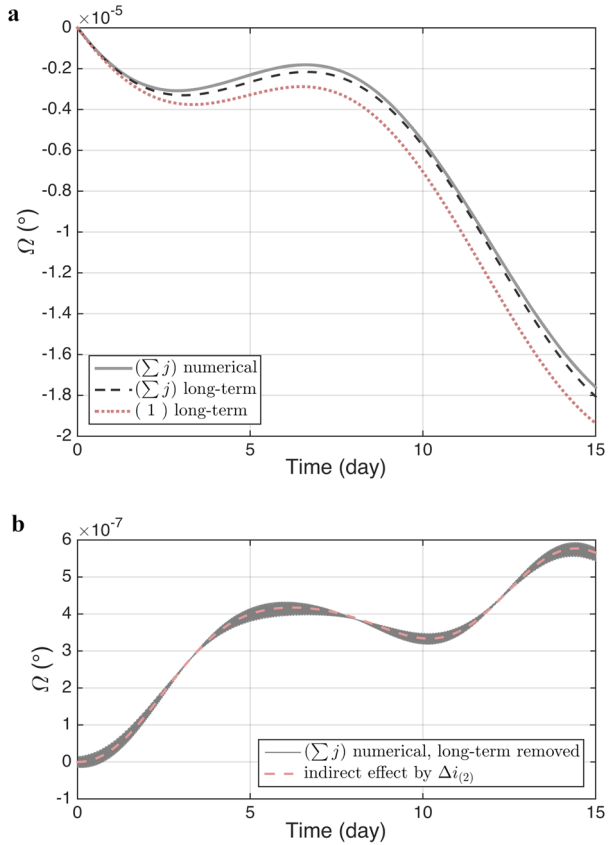 a
×10⁻⁵
0
-0.2
-0.4
-0.6
-0.8
-1
-1.2
-1.4
-1.6
-1.8
-2
Ω (°)
(∑ j) numerical
(∑ j) long-term
( 1 ) long-term
0 5 10 15
Time (day)
b
×10⁻⁷
6
5
4
3
2
1
0
-1
Ω (°)
(∑ j) numerical, long-term removed
indirect effect by Δi₍₂₎
0 5 10 15
Time (day)